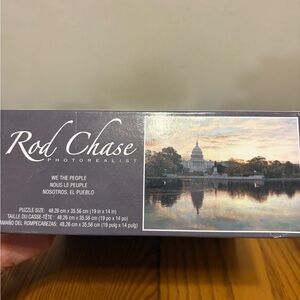 Rod Chase
PHOTOREALIST
WE THE PEOPLE
NOUS LE PEUPLE
NOSOTROS, EL PUEBLO
PUZZLE SIZE: 48,26 cm x 35,56 cm (19 in x 14 in)
TAILLE DU CASSE-TÊTE : 48,26 cm x 35,56 cm (19 po x 14 po)
TAMAÑO DEL ROMPECABEZAS: 48,26 cm x 35,56 cm (19 pulg x 14 pulg)